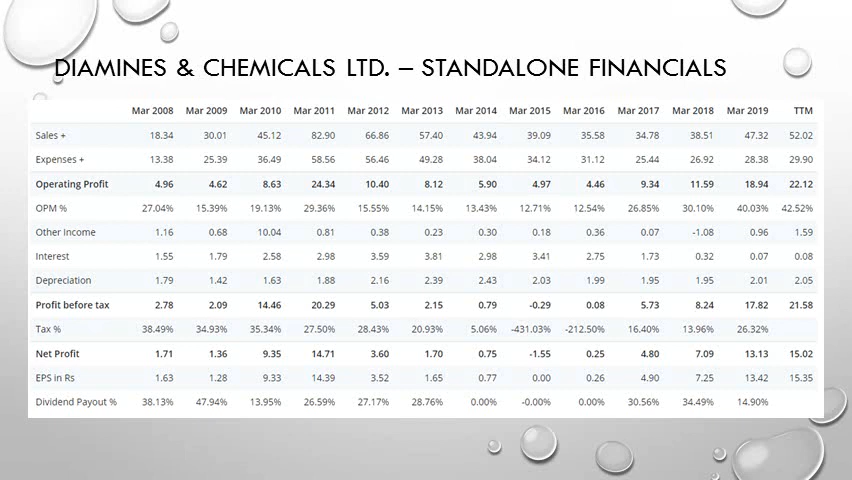 DIAMINES & CHEMICALS LTD. – STANDALONE FINANCIALS
Mar 2008 Mar 2009 Mar 2010 Mar 2011 Mar 2012 Mar 2013 Mar 2014 Mar 2015 Mar 2016 Mar 2017 Mar 2018 Mar 2019 TTM
Sales + 18.34 30.01 45.12 82.90 66.86 57.40 43.94 39.09 35.58 34.78 38.51 47.32 52.02
Expenses + 13.38 25.39 36.49 58.56 56.46 49.28 38.04 34.12 31.12 25.44 26.92 28.38 29.90
Operating Profit 4.96 4.62 8.63 24.34 10.40 8.12 5.90 4.97 4.46 9.34 11.59 18.94 22.12
OPM % 27.04% 15.39% 19.13% 29.36% 15.55% 14.15% 13.43% 12.71% 12.54% 26.85% 30.10% 40.03% 42.52%
Other Income 1.16 0.68 10.04 0.81 0.38 0.23 0.30 0.18 0.36 0.07 -1.08 0.96 1.59
Interest 1.55 1.79 2.58 2.98 3.59 3.81 2.98 3.41 2.75 1.73 0.32 0.07 0.08
Depreciation 1.79 1.42 1.63 1.88 2.16 2.39 2.43 2.03 1.99 1.95 1.95 2.01 2.05
Profit before tax 2.78 2.09 14.46 20.29 5.03 2.15 0.79 -0.29 0.08 5.73 8.24 17.82 21.58
Tax % 38.49% 34.93% 35.34% 27.50% 28.43% 20.93% 5.06% -431.03% -212.50% 16.40% 13.96% 26.32%
Net Profit 1.71 1.36 9.35 14.71 3.60 1.70 0.75 -1.55 0.25 4.80 7.09 13.13 15.02
EPS in Rs 1.63 1.28 9.33 14.39 3.52 1.65 0.77 0.00 0.26 4.90 7.25 13.42 15.35
Dividend Payout % 38.13% 47.94% 13.95% 26.59% 27.17% 28.76% 0.00% -0.00% 0.00% 30.56% 34.49% 14.90%